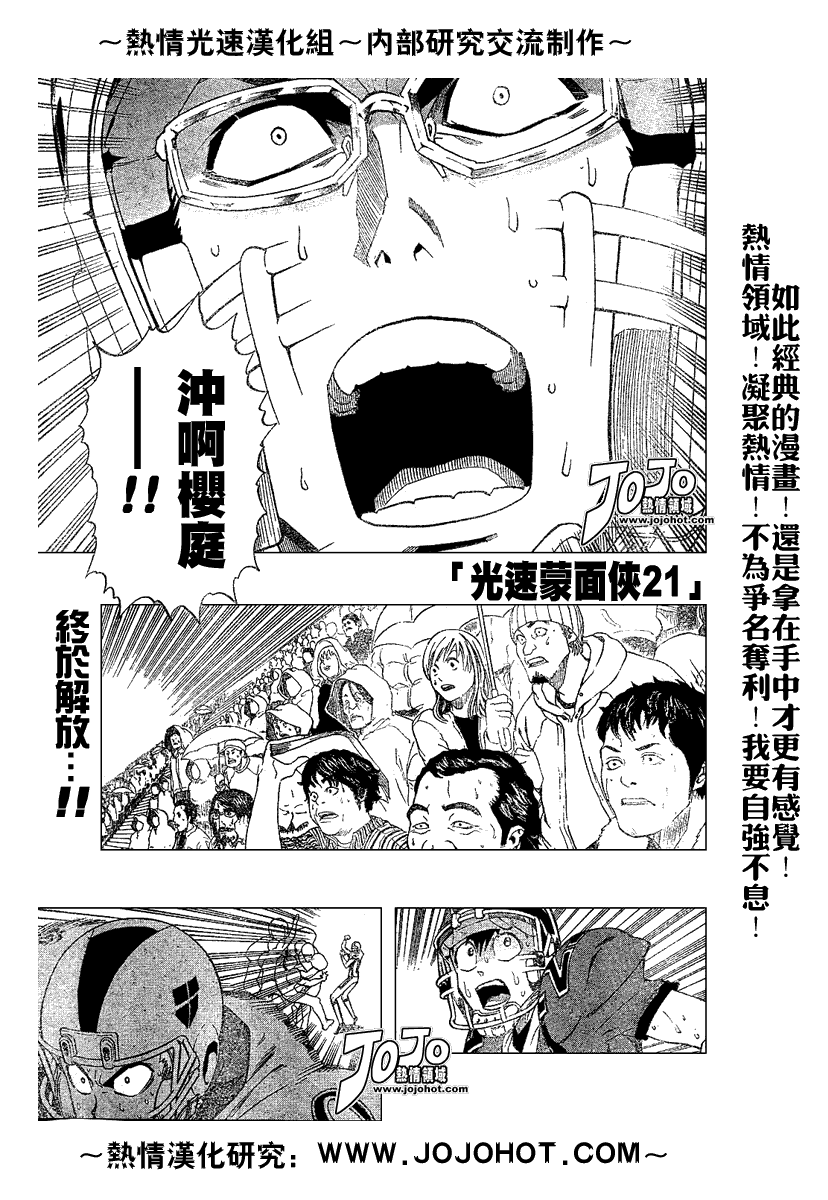 ～熱情光速漢化組～內部研究交流制作～
沖啊櫻庭
——!!
JOJO
熱情領域
www.jojohot.com
「光速蒙面俠21」
終於解放…!!
如此經典的漫畫！還是拿在手中才更有感覺！
熱情領域！凝聚熱情！不為爭名奪利！我要自強不息！
JOJO
熱情領域
www.jojohot.com
～熱情漢化研究：WWW.JOJOHOT.COM～